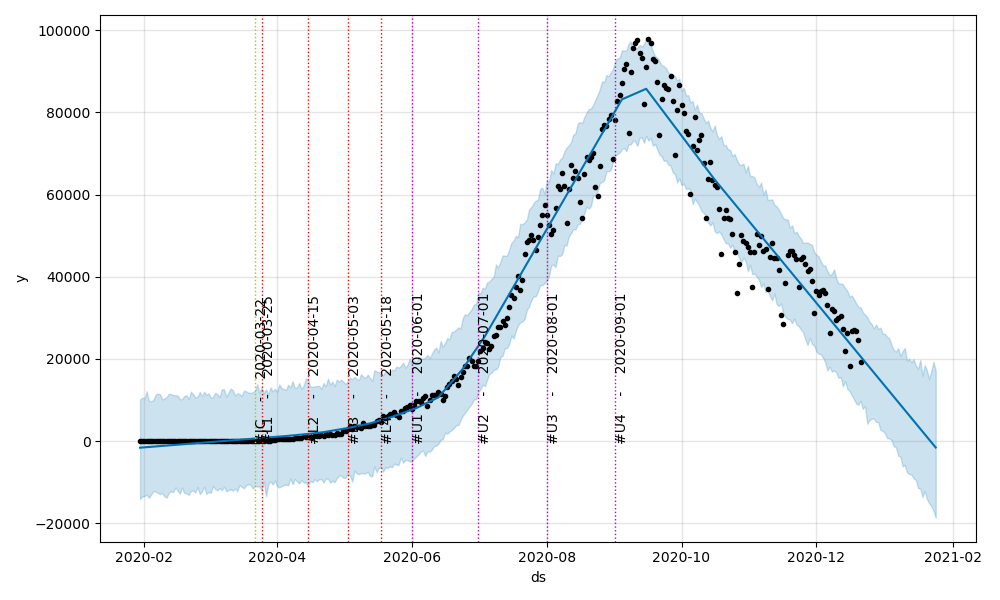 100000
80000
60000
40000
20000
0
−20000
y
#JC - 2020-03-22
#L1 - 2020-03-25
#L2 - 2020-04-15
#L3 - 2020-05-03
#L4 - 2020-05-18
#U1 - 2020-06-01
#U2 - 2020-07-01
#U3 - 2020-08-01
#U4 - 2020-09-01
2020-02
2020-04
2020-06
2020-08
2020-10
2020-12
2021-02
ds